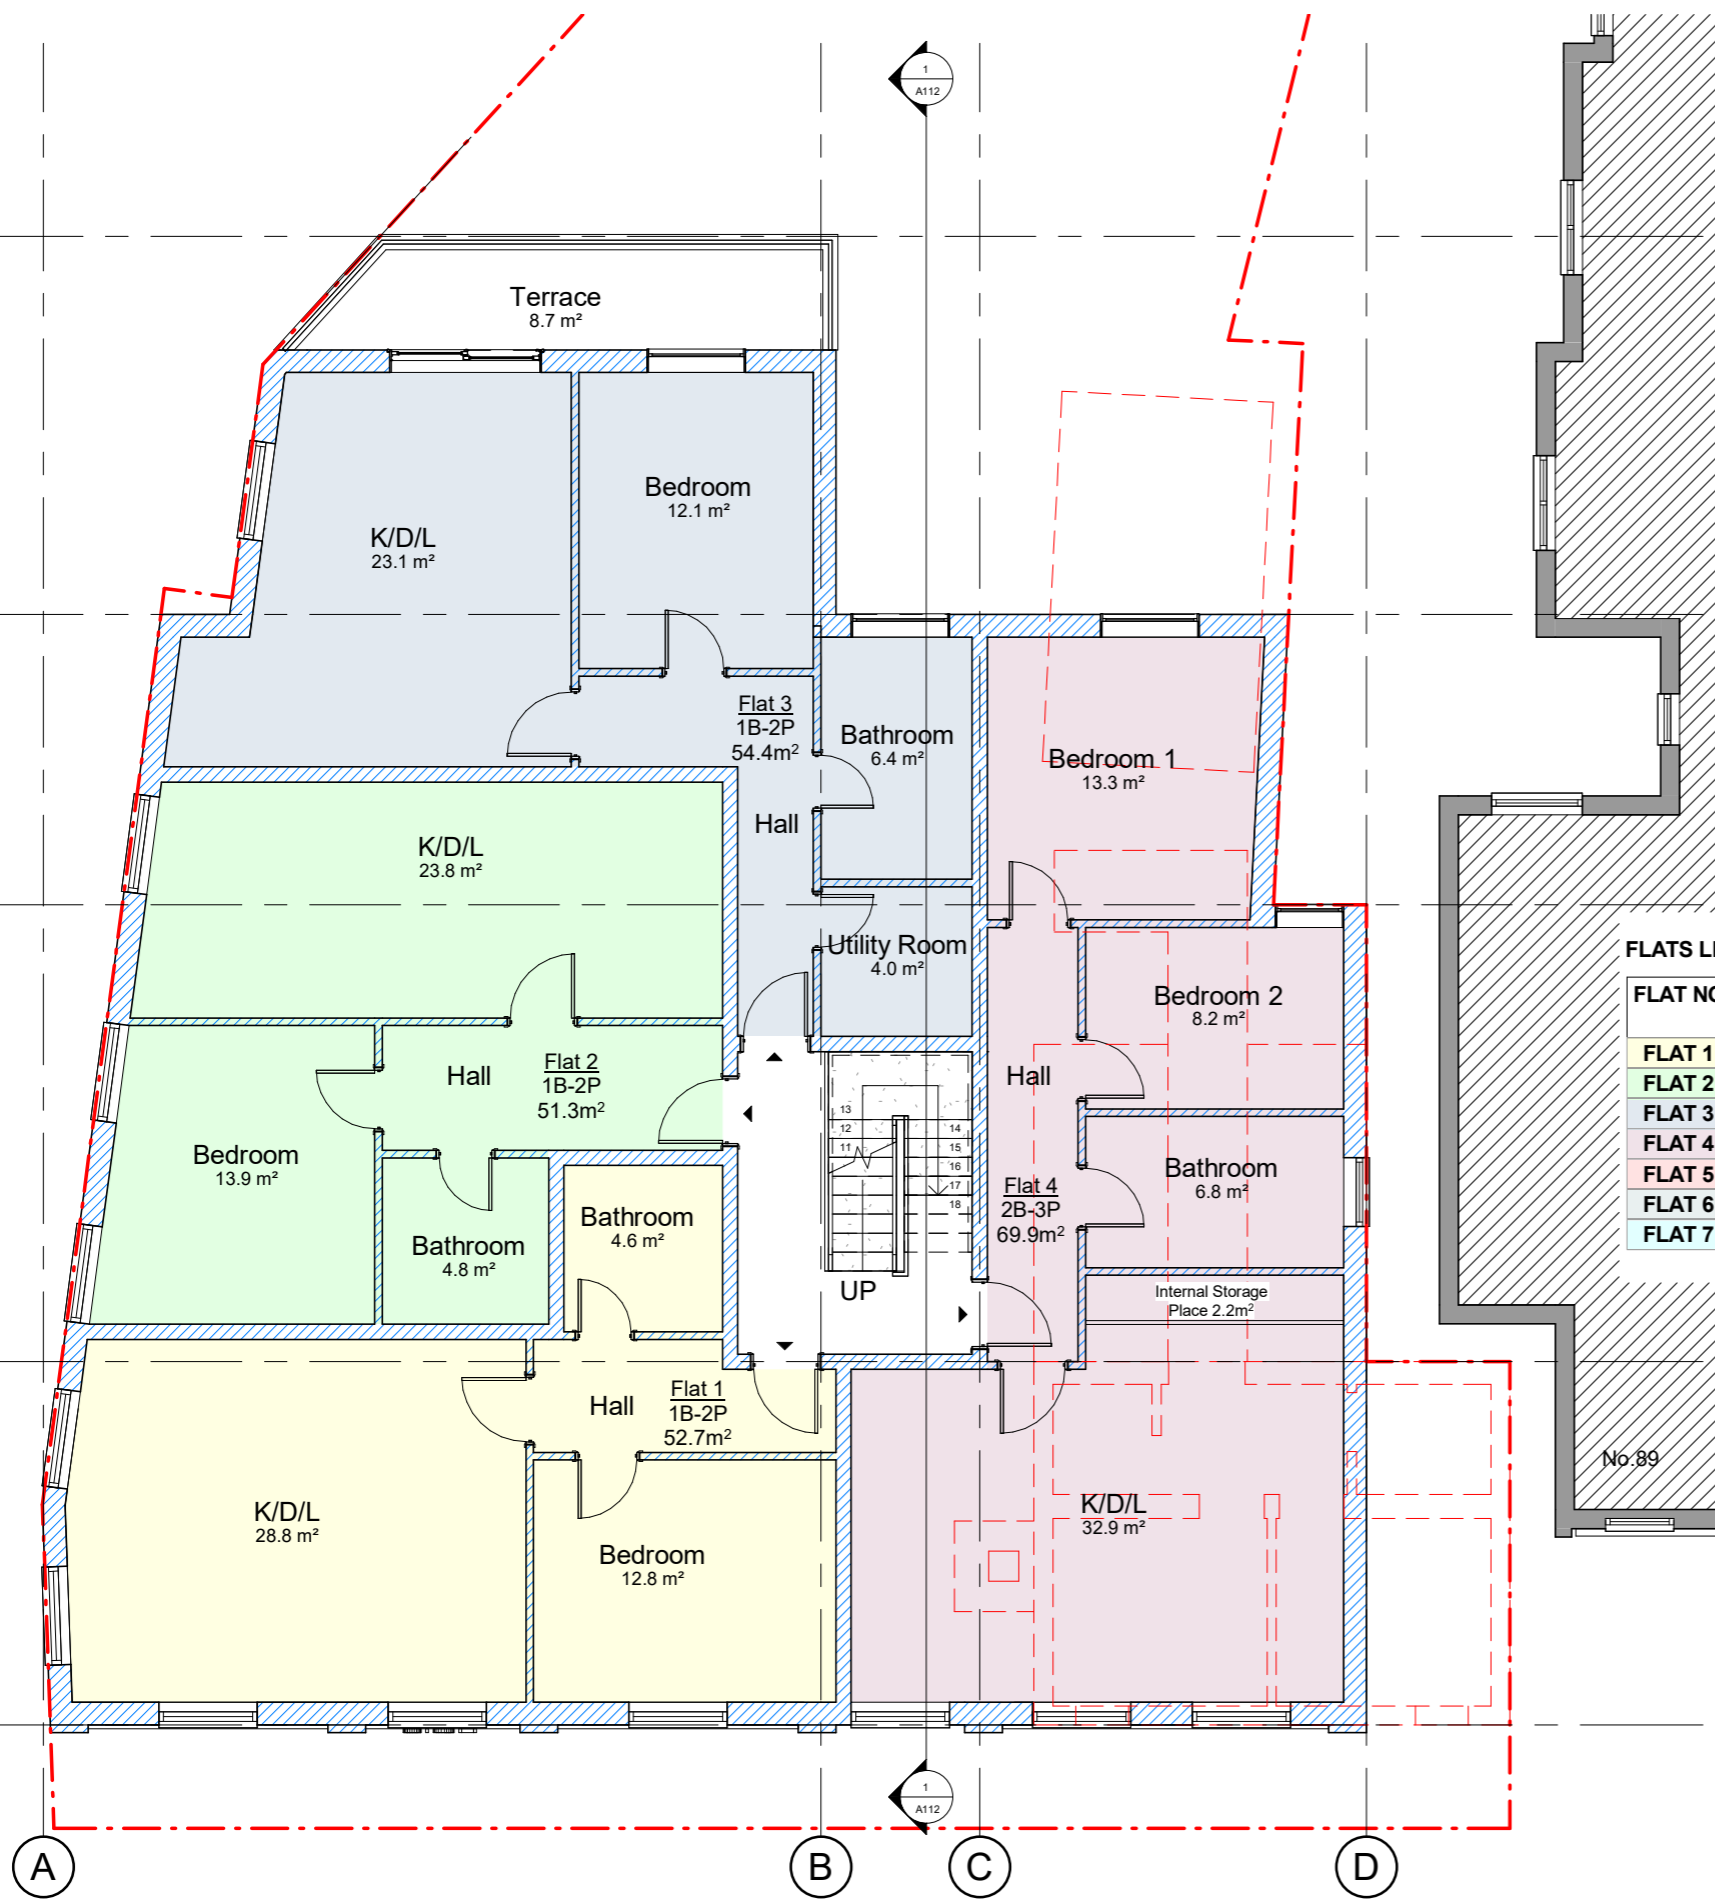 1
A112
Terrace
8.7 m²
Bedroom
12.1 m²
K/D/L
23.1 m²
Flat 3
1B-2P
54.4m²
Bathroom
6.4 m²
Bedroom 1
13.3 m²
Hall
K/D/L
23.8 m²
Utility Room
4.0 m²
FLATS LI
FLAT NO
FLAT 1
FLAT 2
FLAT 3
FLAT 4
FLAT 5
FLAT 6
FLAT 7
Bedroom 2
8.2 m²
Hall
Flat 2
1B-2P
51.3m²
Hall
13
12
11
14
15
16
17
18
Bedroom
13.9 m²
Bathroom
6.8 m²
Flat 4
2B-3P
69.9m²
Bathroom
4.6 m²
Bathroom
4.8 m²
UP
Internal Storage
Place 2.2m²
Flat 1
1B-2P
52.7m²
Hall
No.89
K/D/L
28.8 m²
K/D/L
32.9 m²
Bedroom
12.8 m²
1
A112
A
B
C
D